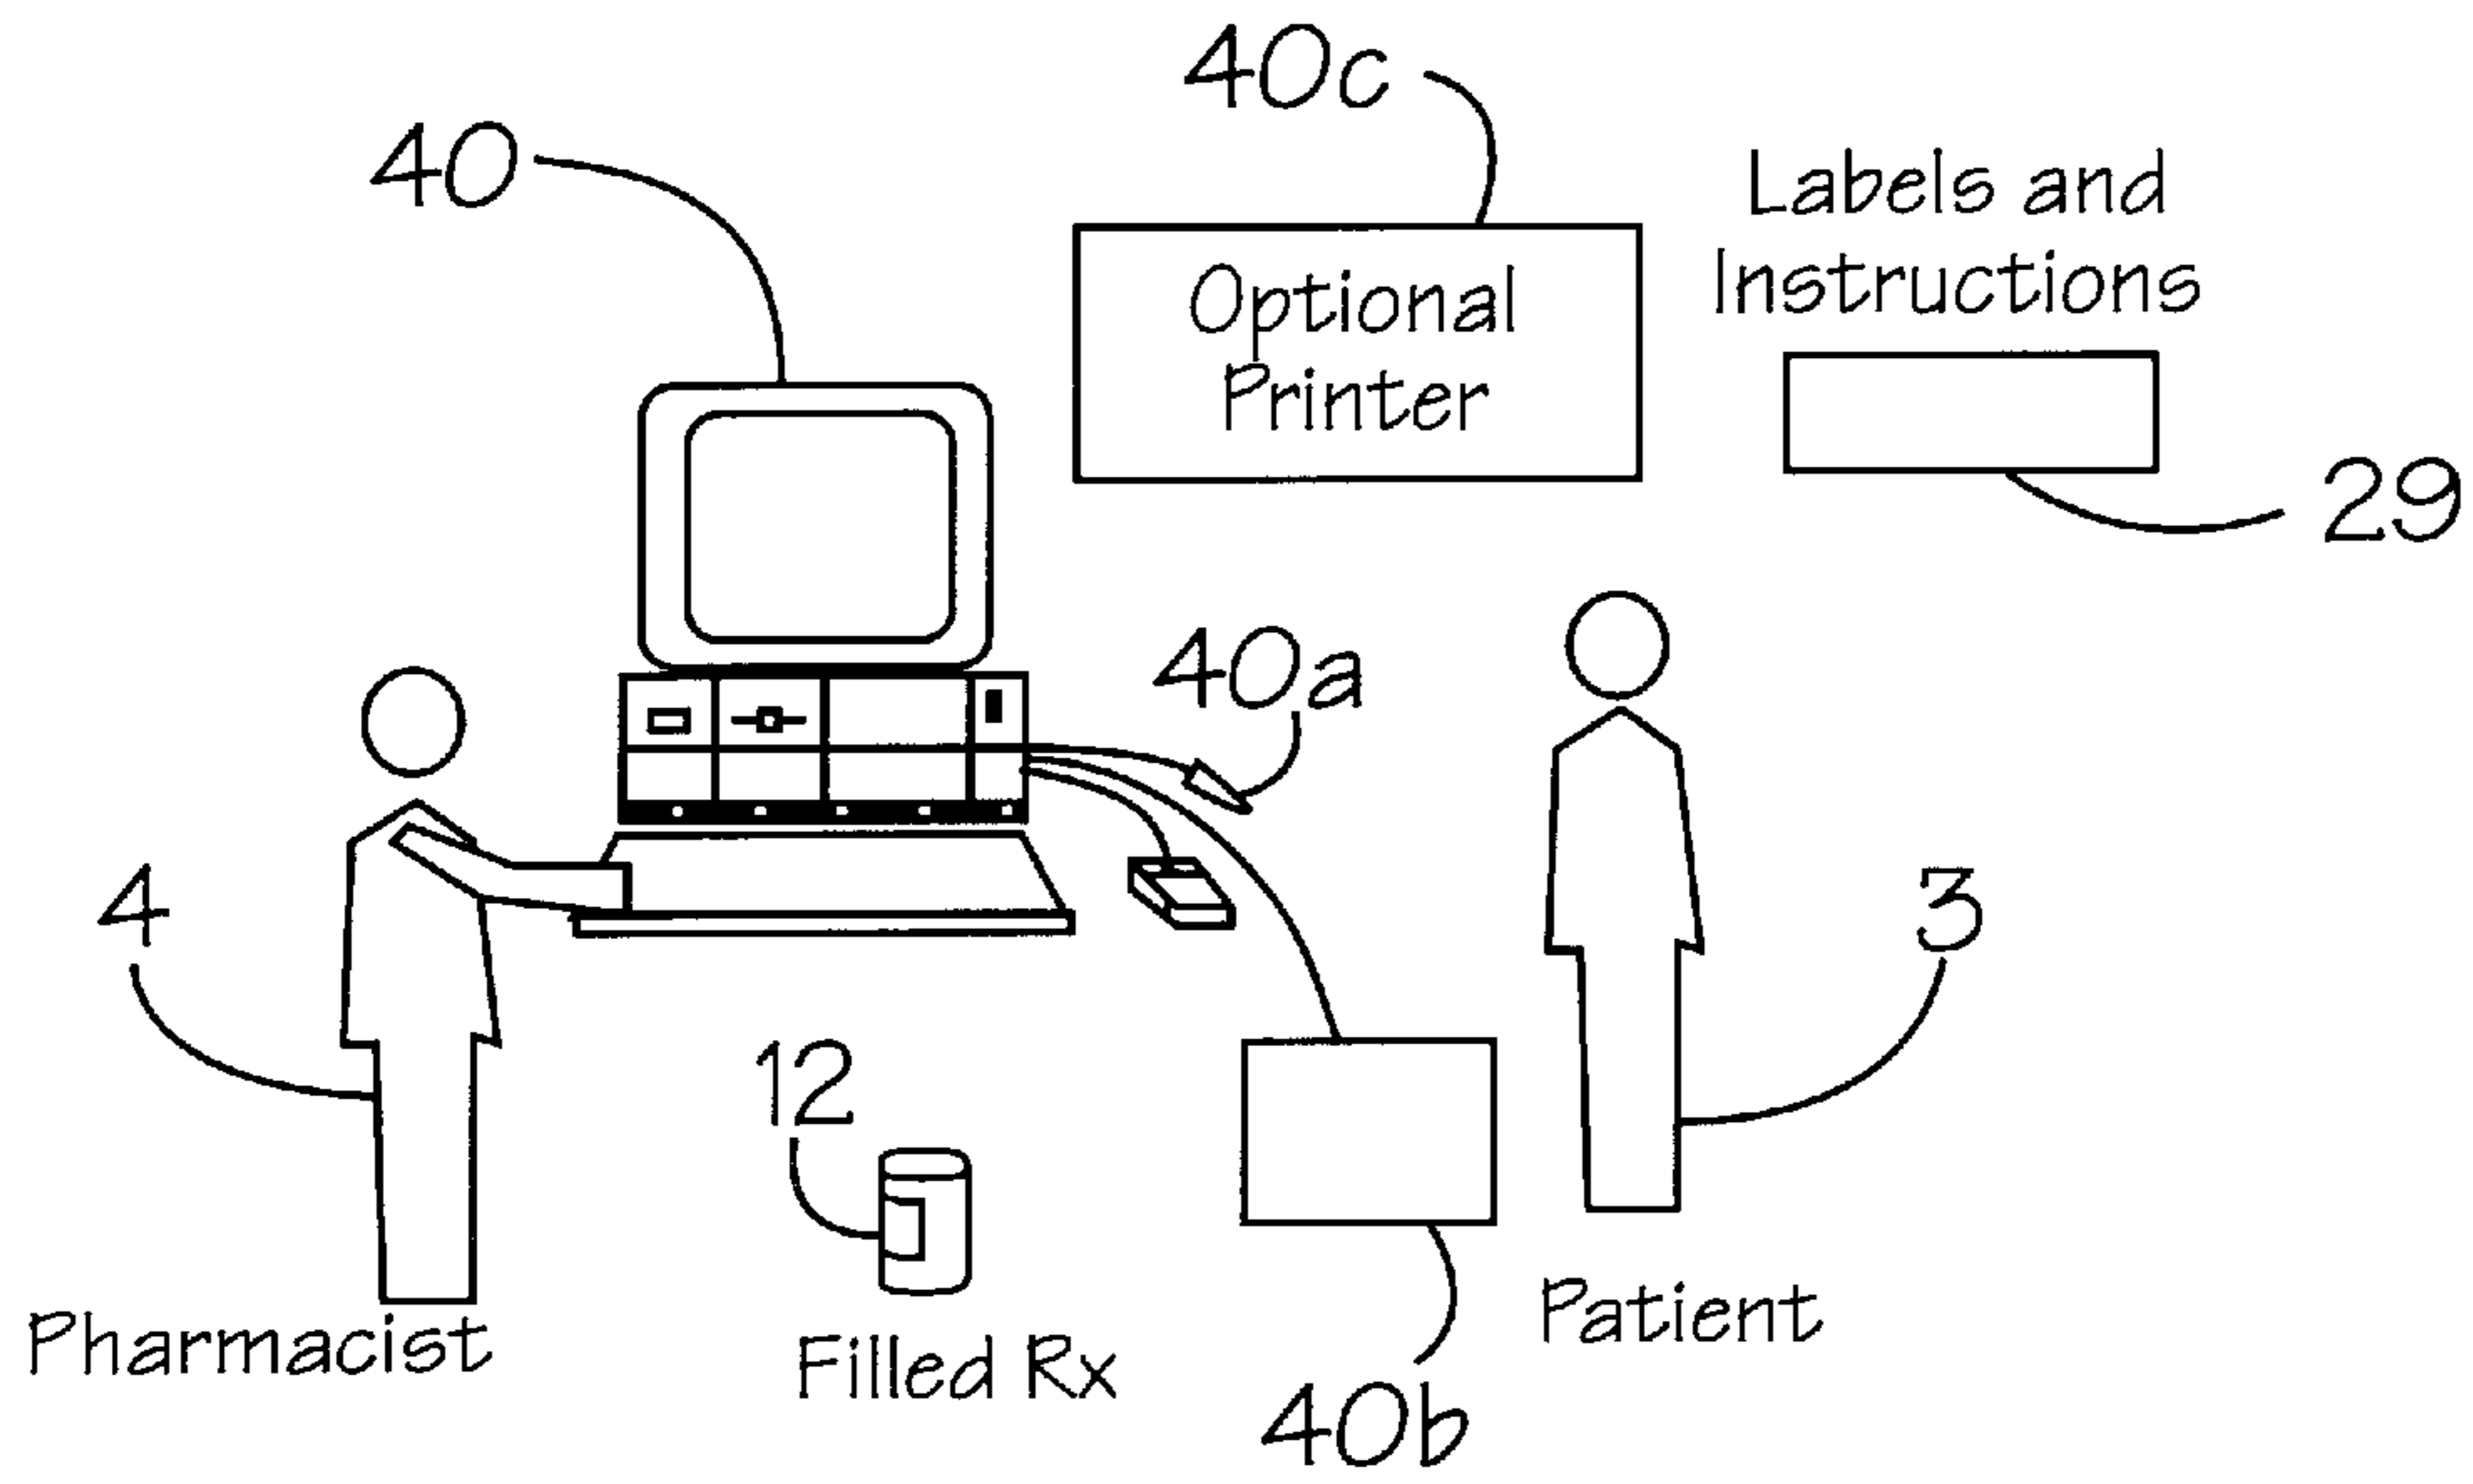 40c
40
Labels and
Instructions
Optional
Printer
29
40a
4
3
12
Patient
Pharmacist
Filled Rx
40b